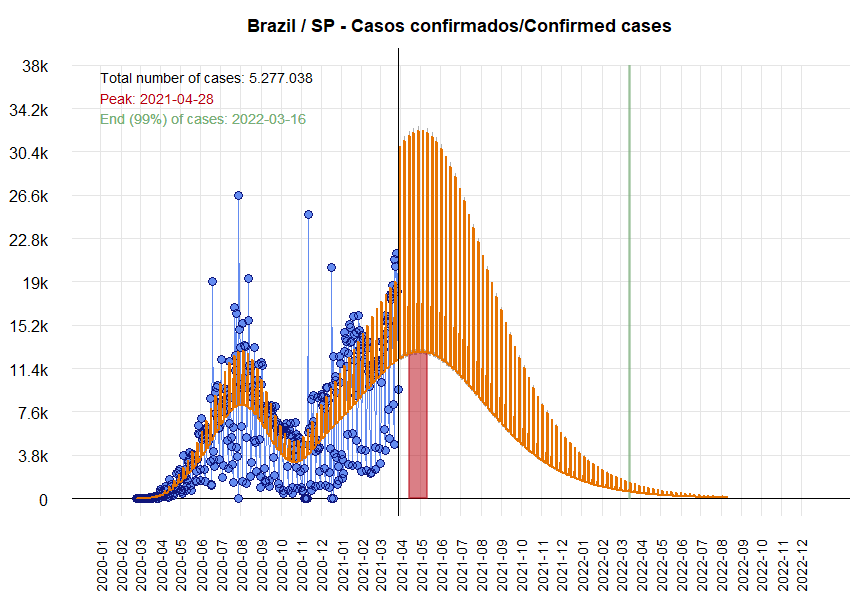 Brazil / SP - Casos confirmados/Confirmed cases
38k
34.2k
30.4k
26.6k
22.8k
19k
15.2k
11.4k
7.6k
3.8k
0
Total number of cases: 5.277.038
Peak: 2021-04-28
End (99%) of cases: 2022-03-16
2020-01
2020-02
2020-03
2020-04
2020-05
2020-06
2020-07
2020-08
2020-09
2020-10
2020-11
2020-12
2021-01
2021-02
2021-03
2021-04
2021-05
2021-06
2021-07
2021-08
2021-09
2021-10
2021-11
2021-12
2022-01
2022-02
2022-03
2022-04
2022-05
2022-06
2022-07
2022-08
2022-09
2022-10
2022-11
2022-12